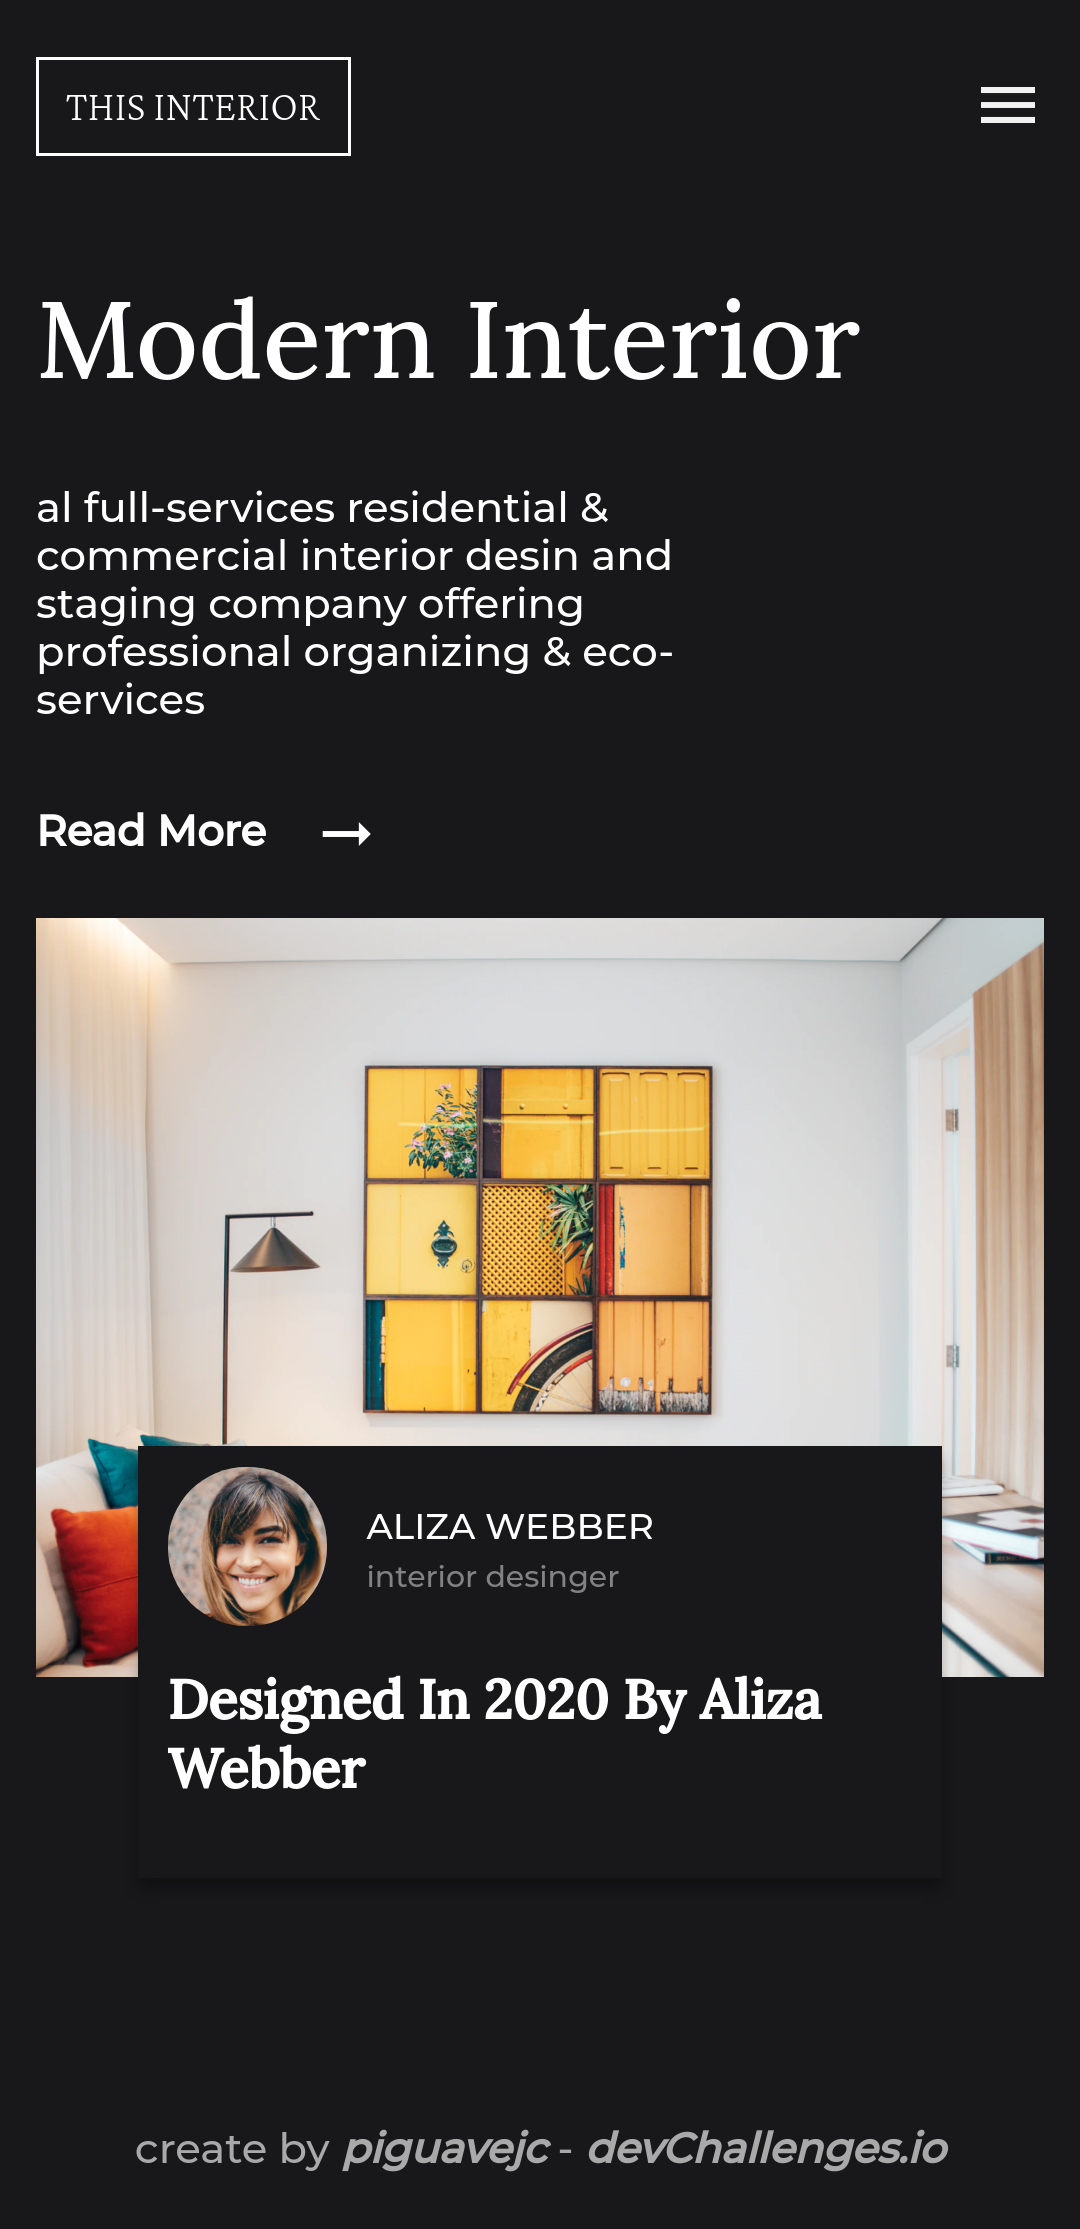 THIS INTERIOR
Modern Interior
al full-services residential &
commercial interior desin and
staging company offering
professional organizing & eco-
services
Read More
ALIZA WEBBER
interior desinger
Designed In 2020 By Aliza
Webber
create by piguavejc - devChallenges.io